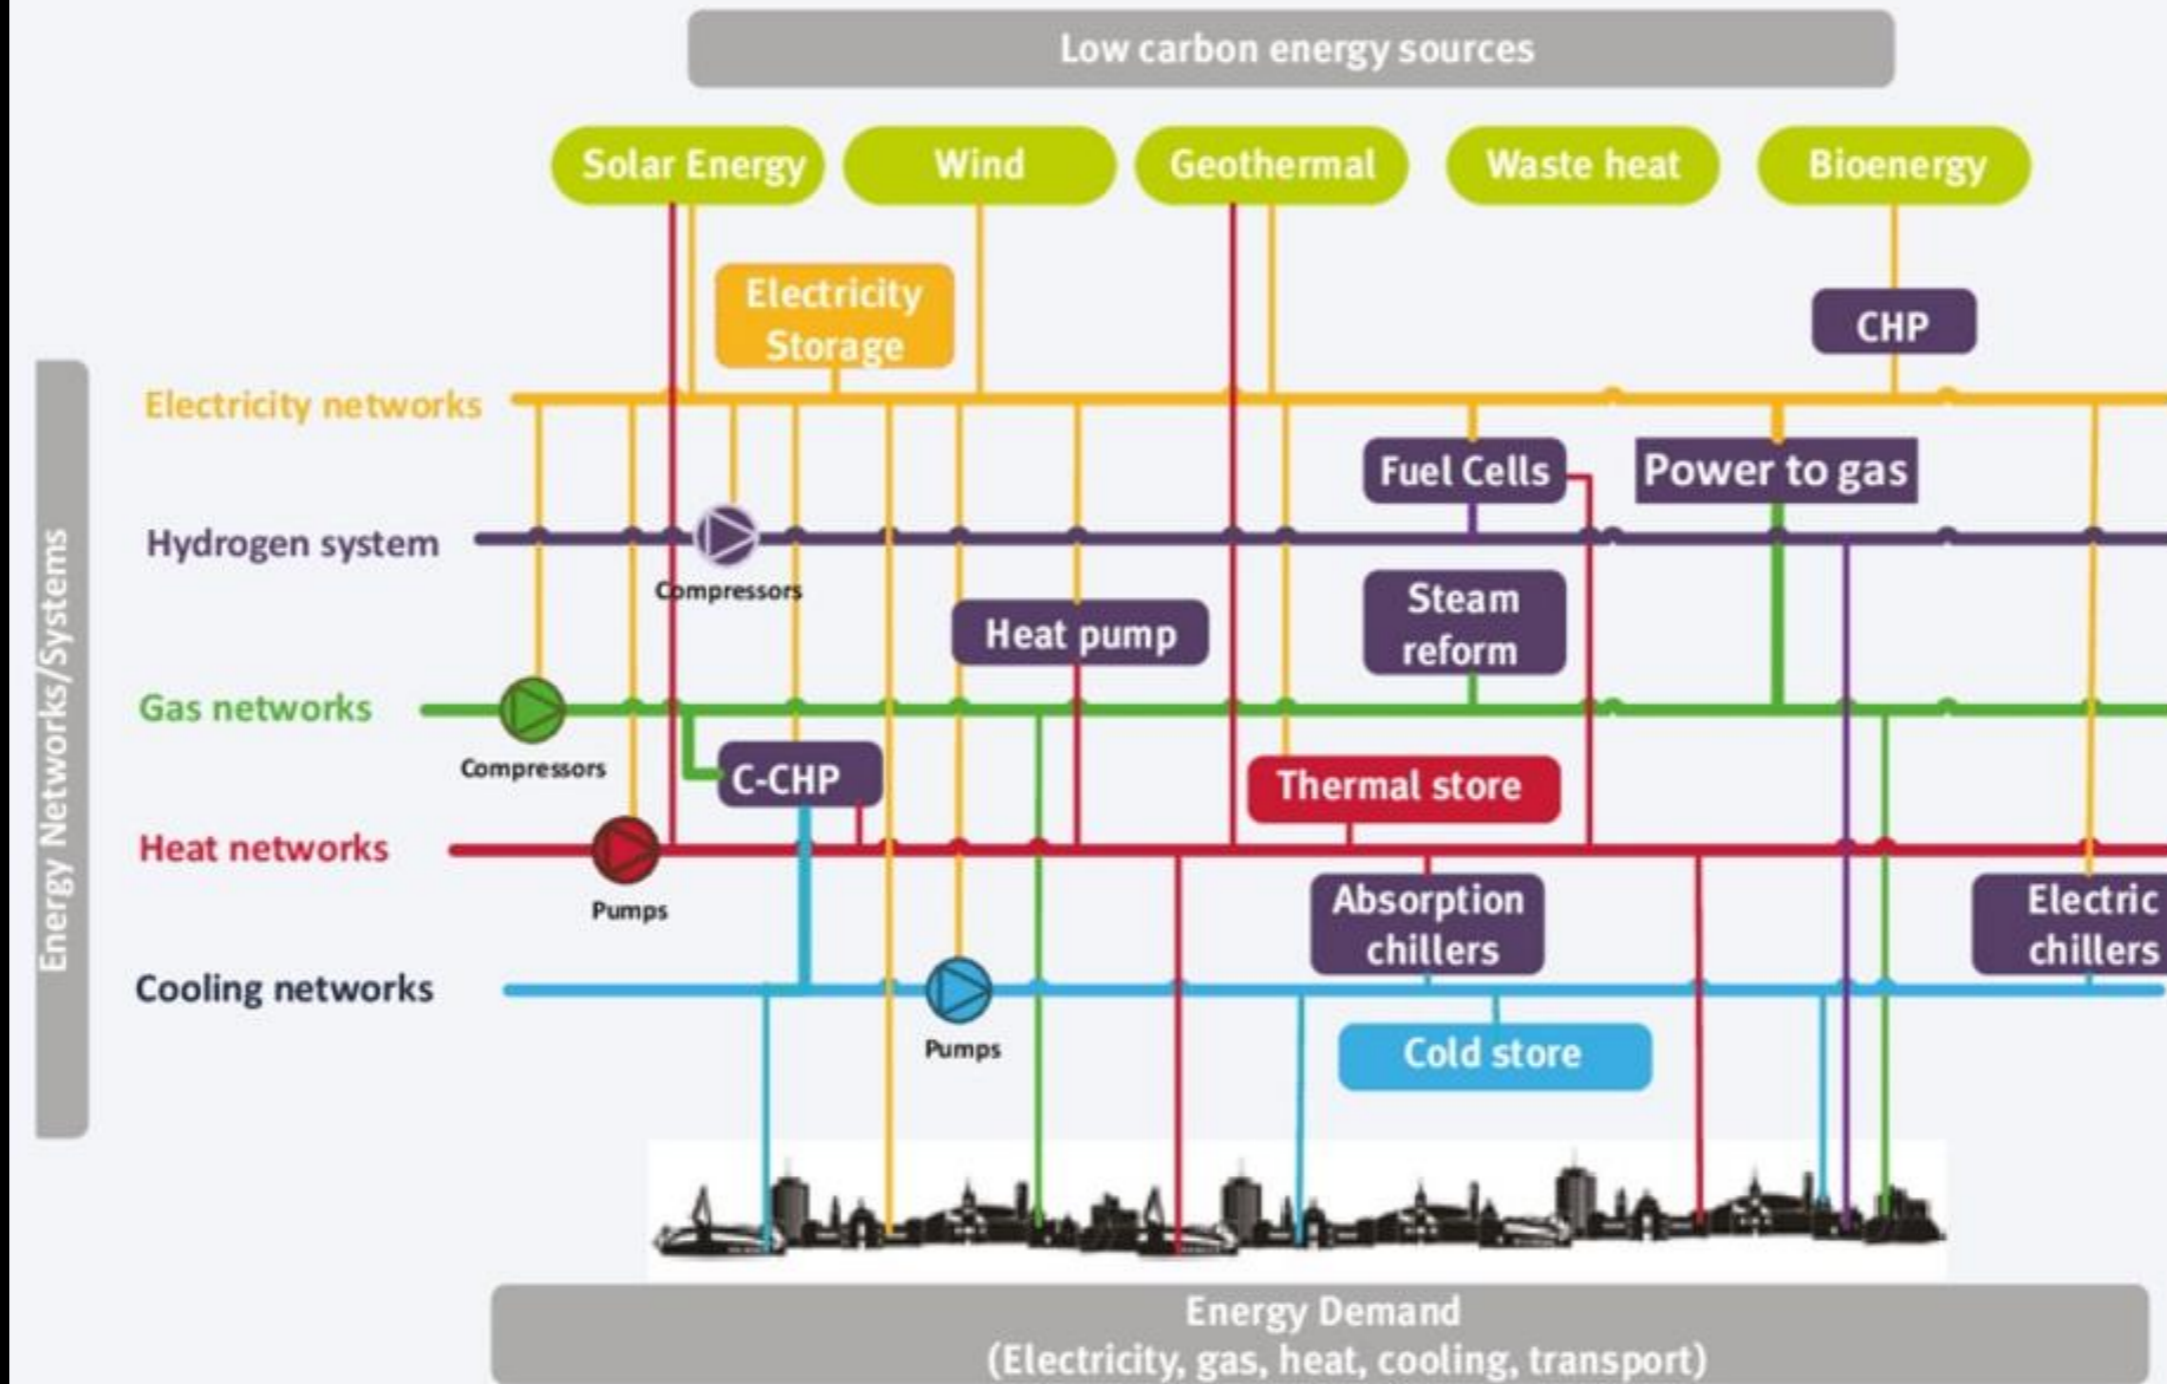 Low carbon energy sources
Solar Energy
Wind
Geothermal
Waste heat
Bioenergy
Electricity
Storage
CHP
Electricity networks
Fuel Cells
Power to gas
Hydrogen system
Compressors
Steam
reform
Heat pump
Energy Networks/Systems
Gas networks
Compressors
C-CHP
Thermal store
Heat networks
Pumps
Absorption
chillers
Electric
chillers
Cooling networks
Pumps
Cold store
Energy Demand
(Electricity, gas, heat, cooling, transport)